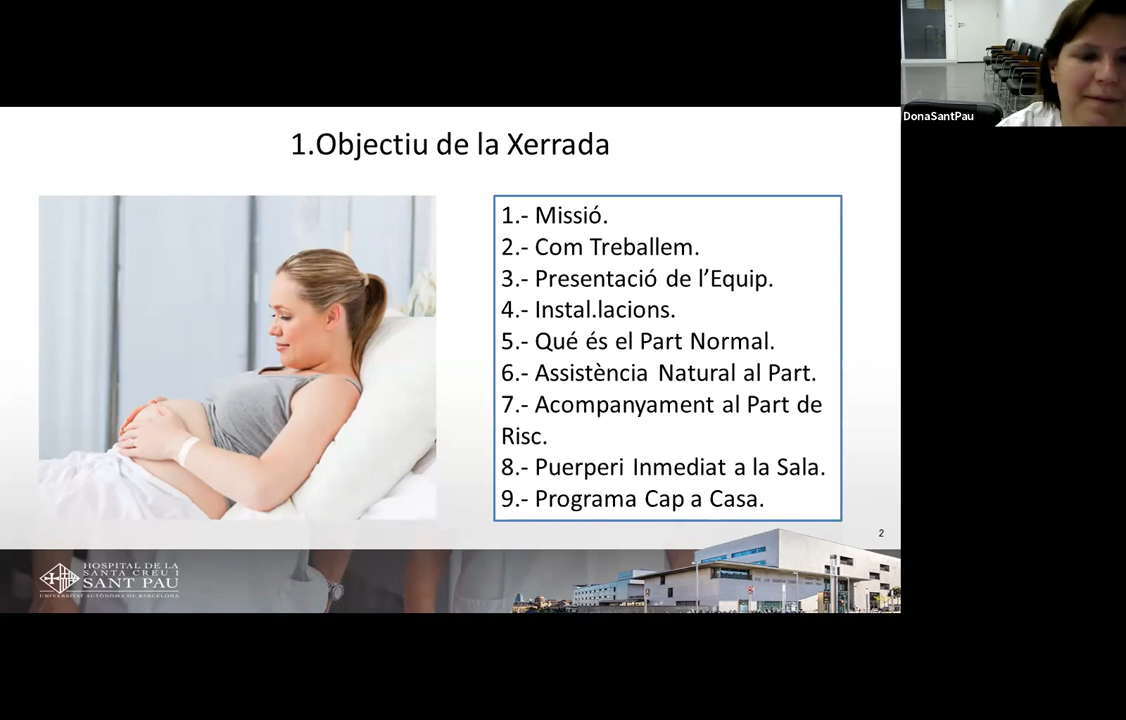 DonaSantPau
1.Objectiu de la Xerrada
1.- Missió.
2.- Com Treballem.
3.- Presentació de l’Equip.
4.- Instal.lacions.
5.- Qué és el Part Normal.
6.- Assistència Natural al Part.
7.- Acompanyament al Part de
Risc.
8.- Puerperi Inmediat a la Sala.
9.- Programa Cap a Casa.
2
HOSPITAL DE LA
SANTA CREU I
SANT PAU
UNIVERSITAT AUTÒNOMA DE BARCELONA